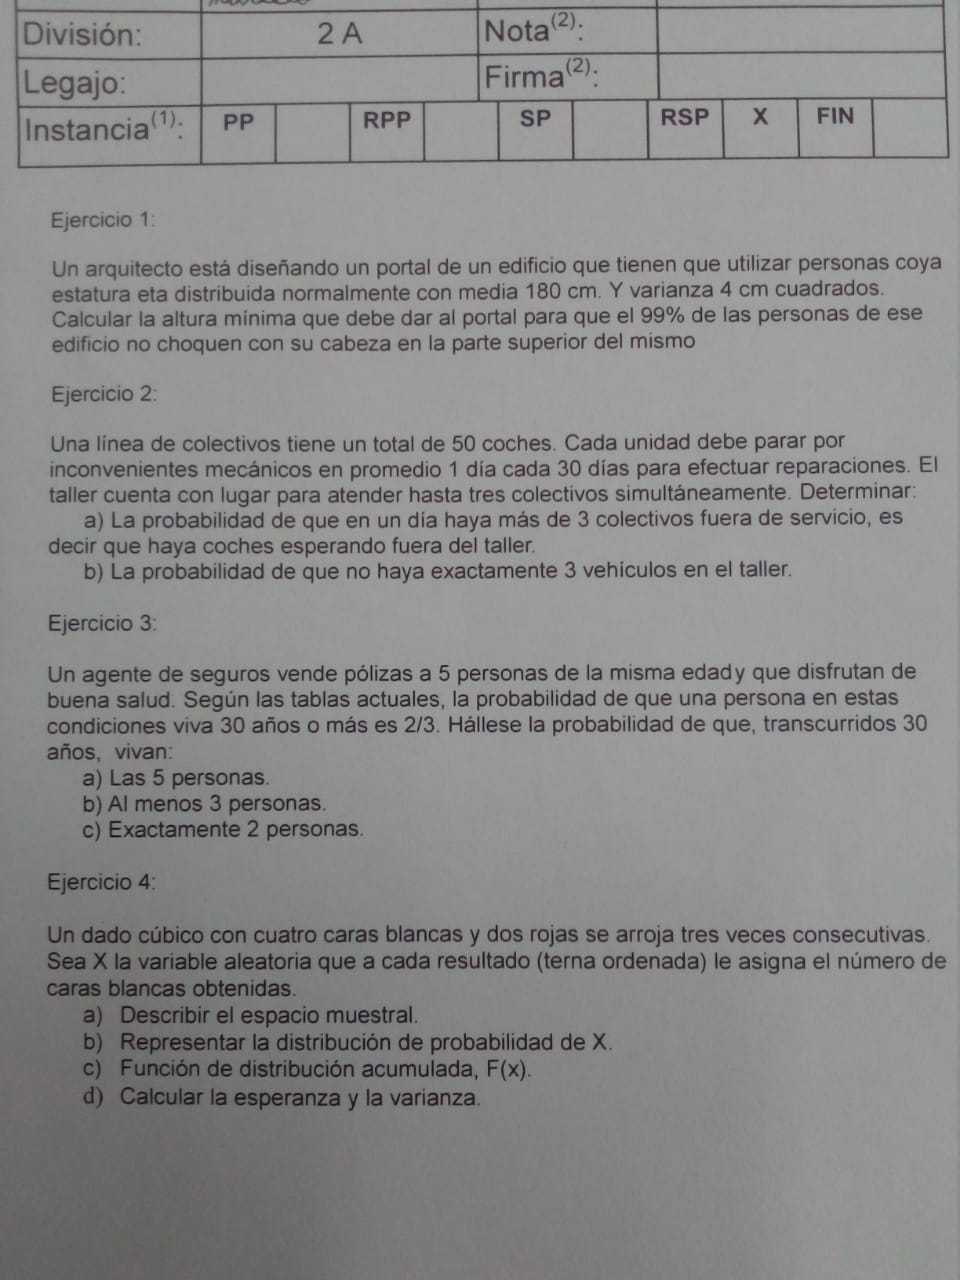 División: 2 A Nota(2):
Legajo: Firma(2):
Instancia(1): PP RPP SP RSP X FIN
Ejercicio 1:
Un arquitecto está diseñando un portal de un edificio que tienen que utilizar personas coya
estatura eta distribuida normalmente con media 180 cm. Y varianza 4 cm cuadrados.
Calcular la altura mínima que debe dar al portal para que el 99% de las personas de ese
edificio no choquen con su cabeza en la parte superior del mismo
Ejercicio 2:
Una línea de colectivos tiene un total de 50 coches. Cada unidad debe parar por
inconvenientes mecánicos en promedio 1 día cada 30 días para efectuar reparaciones. El
taller cuenta con lugar para atender hasta tres colectivos simultáneamente. Determinar:
a) La probabilidad de que en un día haya más de 3 colectivos fuera de servicio, es
decir que haya coches esperando fuera del taller.
b) La probabilidad de que no haya exactamente 3 vehículos en el taller.
Ejercicio 3:
Un agente de seguros vende pólizas a 5 personas de la misma edad y que disfrutan de
buena salud. Según las tablas actuales, la probabilidad de que una persona en estas
condiciones viva 30 años o más es 2/3. Hállese la probabilidad de que, transcurridos 30
años, vivan:
a) Las 5 personas.
b) Al menos 3 personas.
c) Exactamente 2 personas.
Ejercicio 4:
Un dado cúbico con cuatro caras blancas y dos rojas se arroja tres veces consecutivas.
Sea X la variable aleatoria que a cada resultado (terna ordenada) le asigna el número de
caras blancas obtenidas.
a) Describir el espacio muestral.
b) Representar la distribución de probabilidad de X.
c) Función de distribución acumulada, F(x).
d) Calcular la esperanza y la varianza.